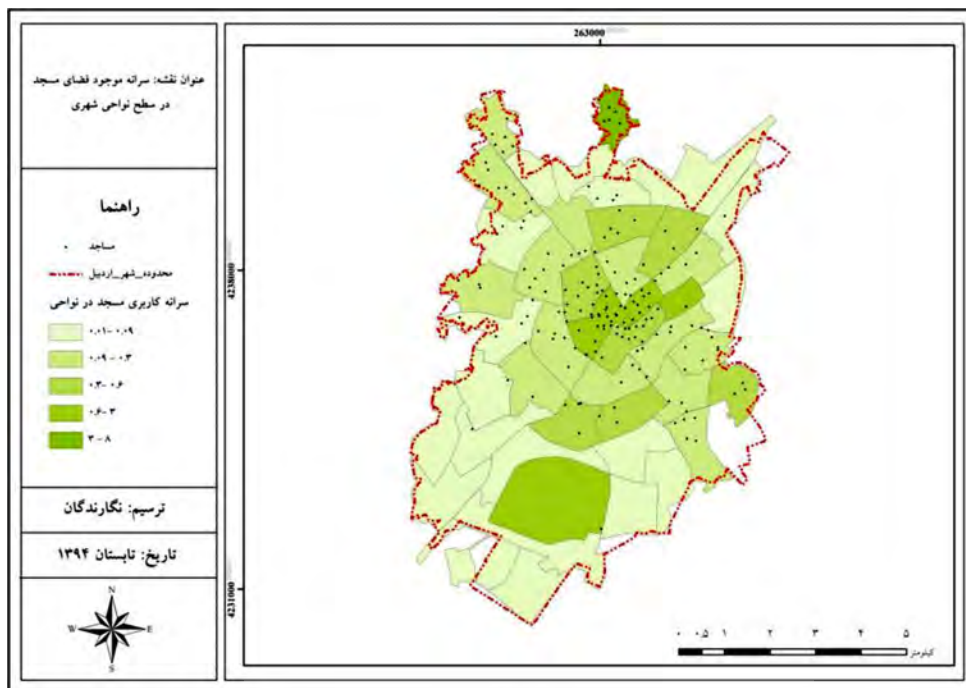 عنوان نقشه: سرانه موجود فضای مسجد
در سطح نواحی شهری
راهنما
مساجد
محدوده_شهر_اردبیل
سرانه کاربری مسجد در نواحی
۰.۰۱ – ۰.۰۹
۰.۰۹ – ۰.۳
۰.۳ – ۰.۶
۰.۶ – ۳
۳ – ۸
ترسیم: نگارندگان
تاریخ: تابستان ۱۳۹۴
N
W E
S
263000
4238000
4231000
۰ ۰.۵ ۱ ۲ ۳ ۴ ۵
کیلومتر